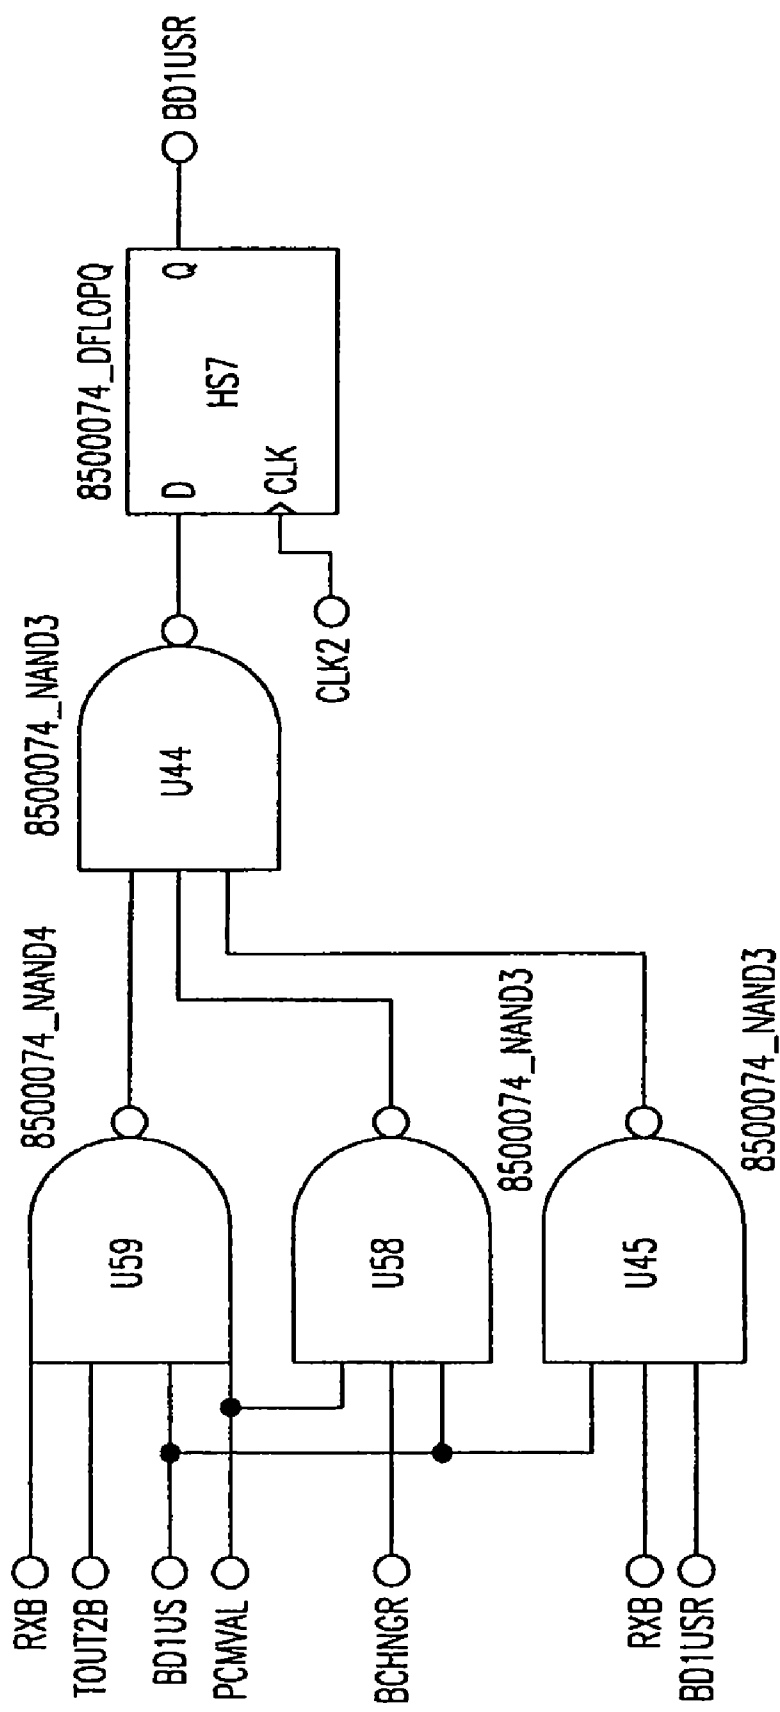 RXB
TOUT2B
BD1US
PCMVAL
BCHNGR
RXB
BD1USR
8500074_NAND4
U59
U58
8500074_NAND3
U45
8500074_NAND3
8500074_NAND3
U44
CLK2
8500074_DFLOPQ
D
CLK
HS7
Q
BD1USR